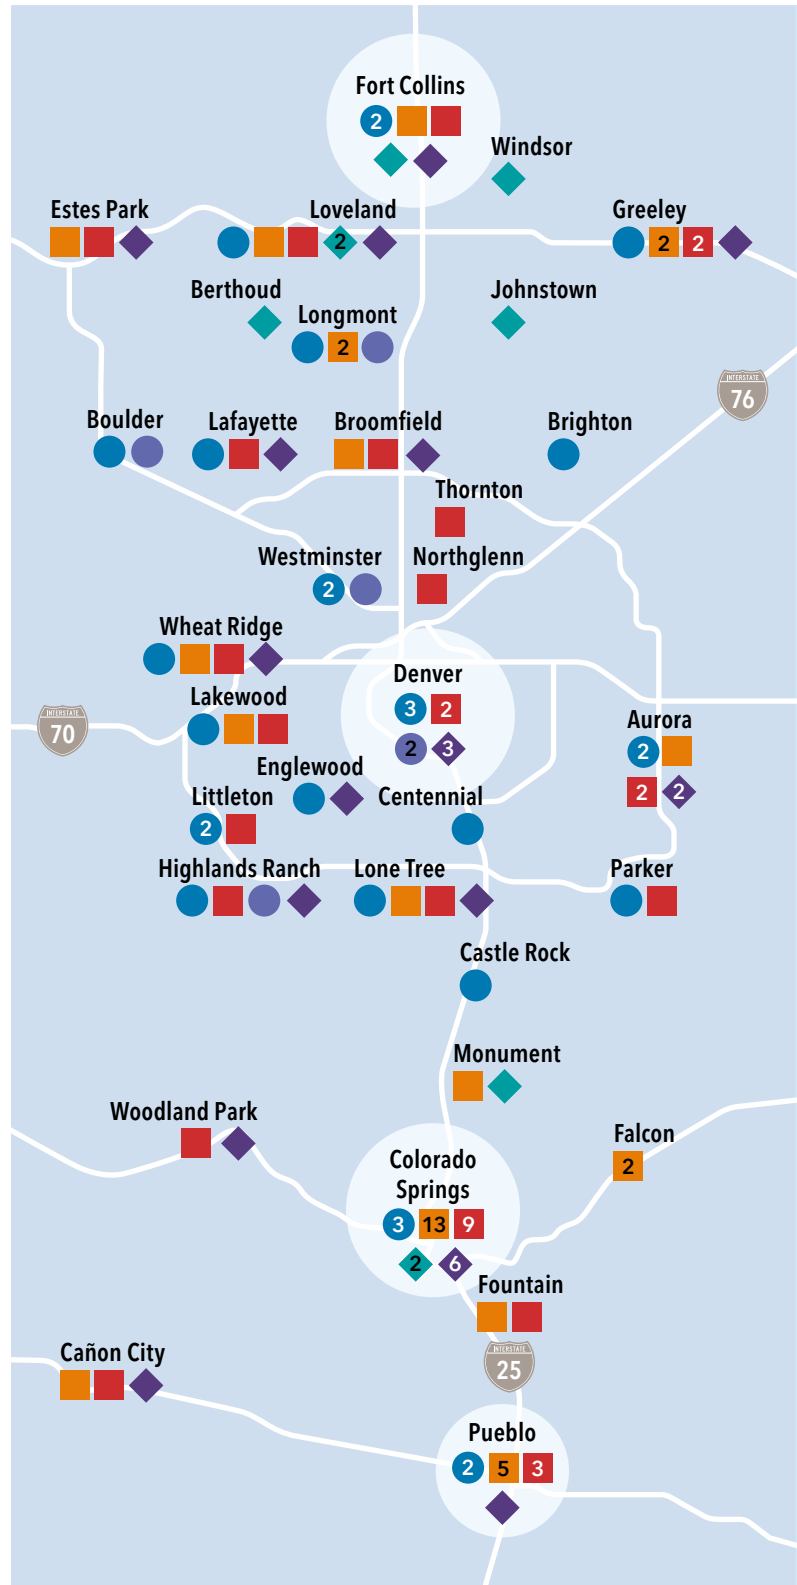 Fort Collins
2
Windsor
Estes Park
Loveland
Greeley
2
2
2
Berthoud
Johnstown
Longmont
2
INTERSTATE
76
Boulder
Lafayette
Broomfield
Brighton
Thornton
Westminster
Northglenn
2
Wheat Ridge
Denver
Lakewood
3
2
INTERSTATE
70
Aurora
2
3
2
Englewood
Littleton
Centennial
2
2
2
Highlands Ranch
Lone Tree
Parker
Castle Rock
Monument
Woodland Park
Falcon
2
Colorado
Springs
3
13
9
2
6
Fountain
INTERSTATE
25
Cañon City
Pueblo
2
5
3